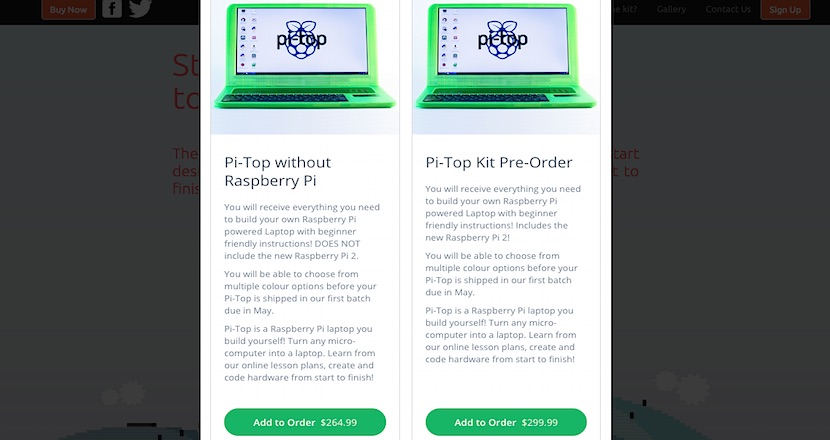 Buy Now
e kit?
Gallery
Contact Us
Sign Up
pi-top
pi-top
St
to
The
des
finis
tart
t to
Pi-Top without
Raspberry Pi
You will receive everything you need
to build your own Raspberry Pi
powered Laptop with beginner
friendly instructions! DOES NOT
include the new Raspberry Pi 2.
You will be able to choose from
multiple colour options before your
Pi-Top is shipped in our first batch
due in May.
Pi-Top is a Raspberry Pi laptop you
build yourself! Turn any micro-
computer into a laptop. Learn from
our online lesson plans, create and
code hardware from start to finish!
Add to Order $264.99
Pi-Top Kit Pre-Order
You will receive everything you need
to build your own Raspberry Pi
powered Laptop with beginner
friendly instructions! Includes the
new Raspberry Pi 2!
You will be able to choose from
multiple colour options before your
Pi-Top is shipped in our first batch
due in May.
Pi-Top is a Raspberry Pi laptop you
build yourself! Turn any micro-
computer into a laptop. Learn from
our online lesson plans, create and
code hardware from start to finish!
Add to Order $299.99